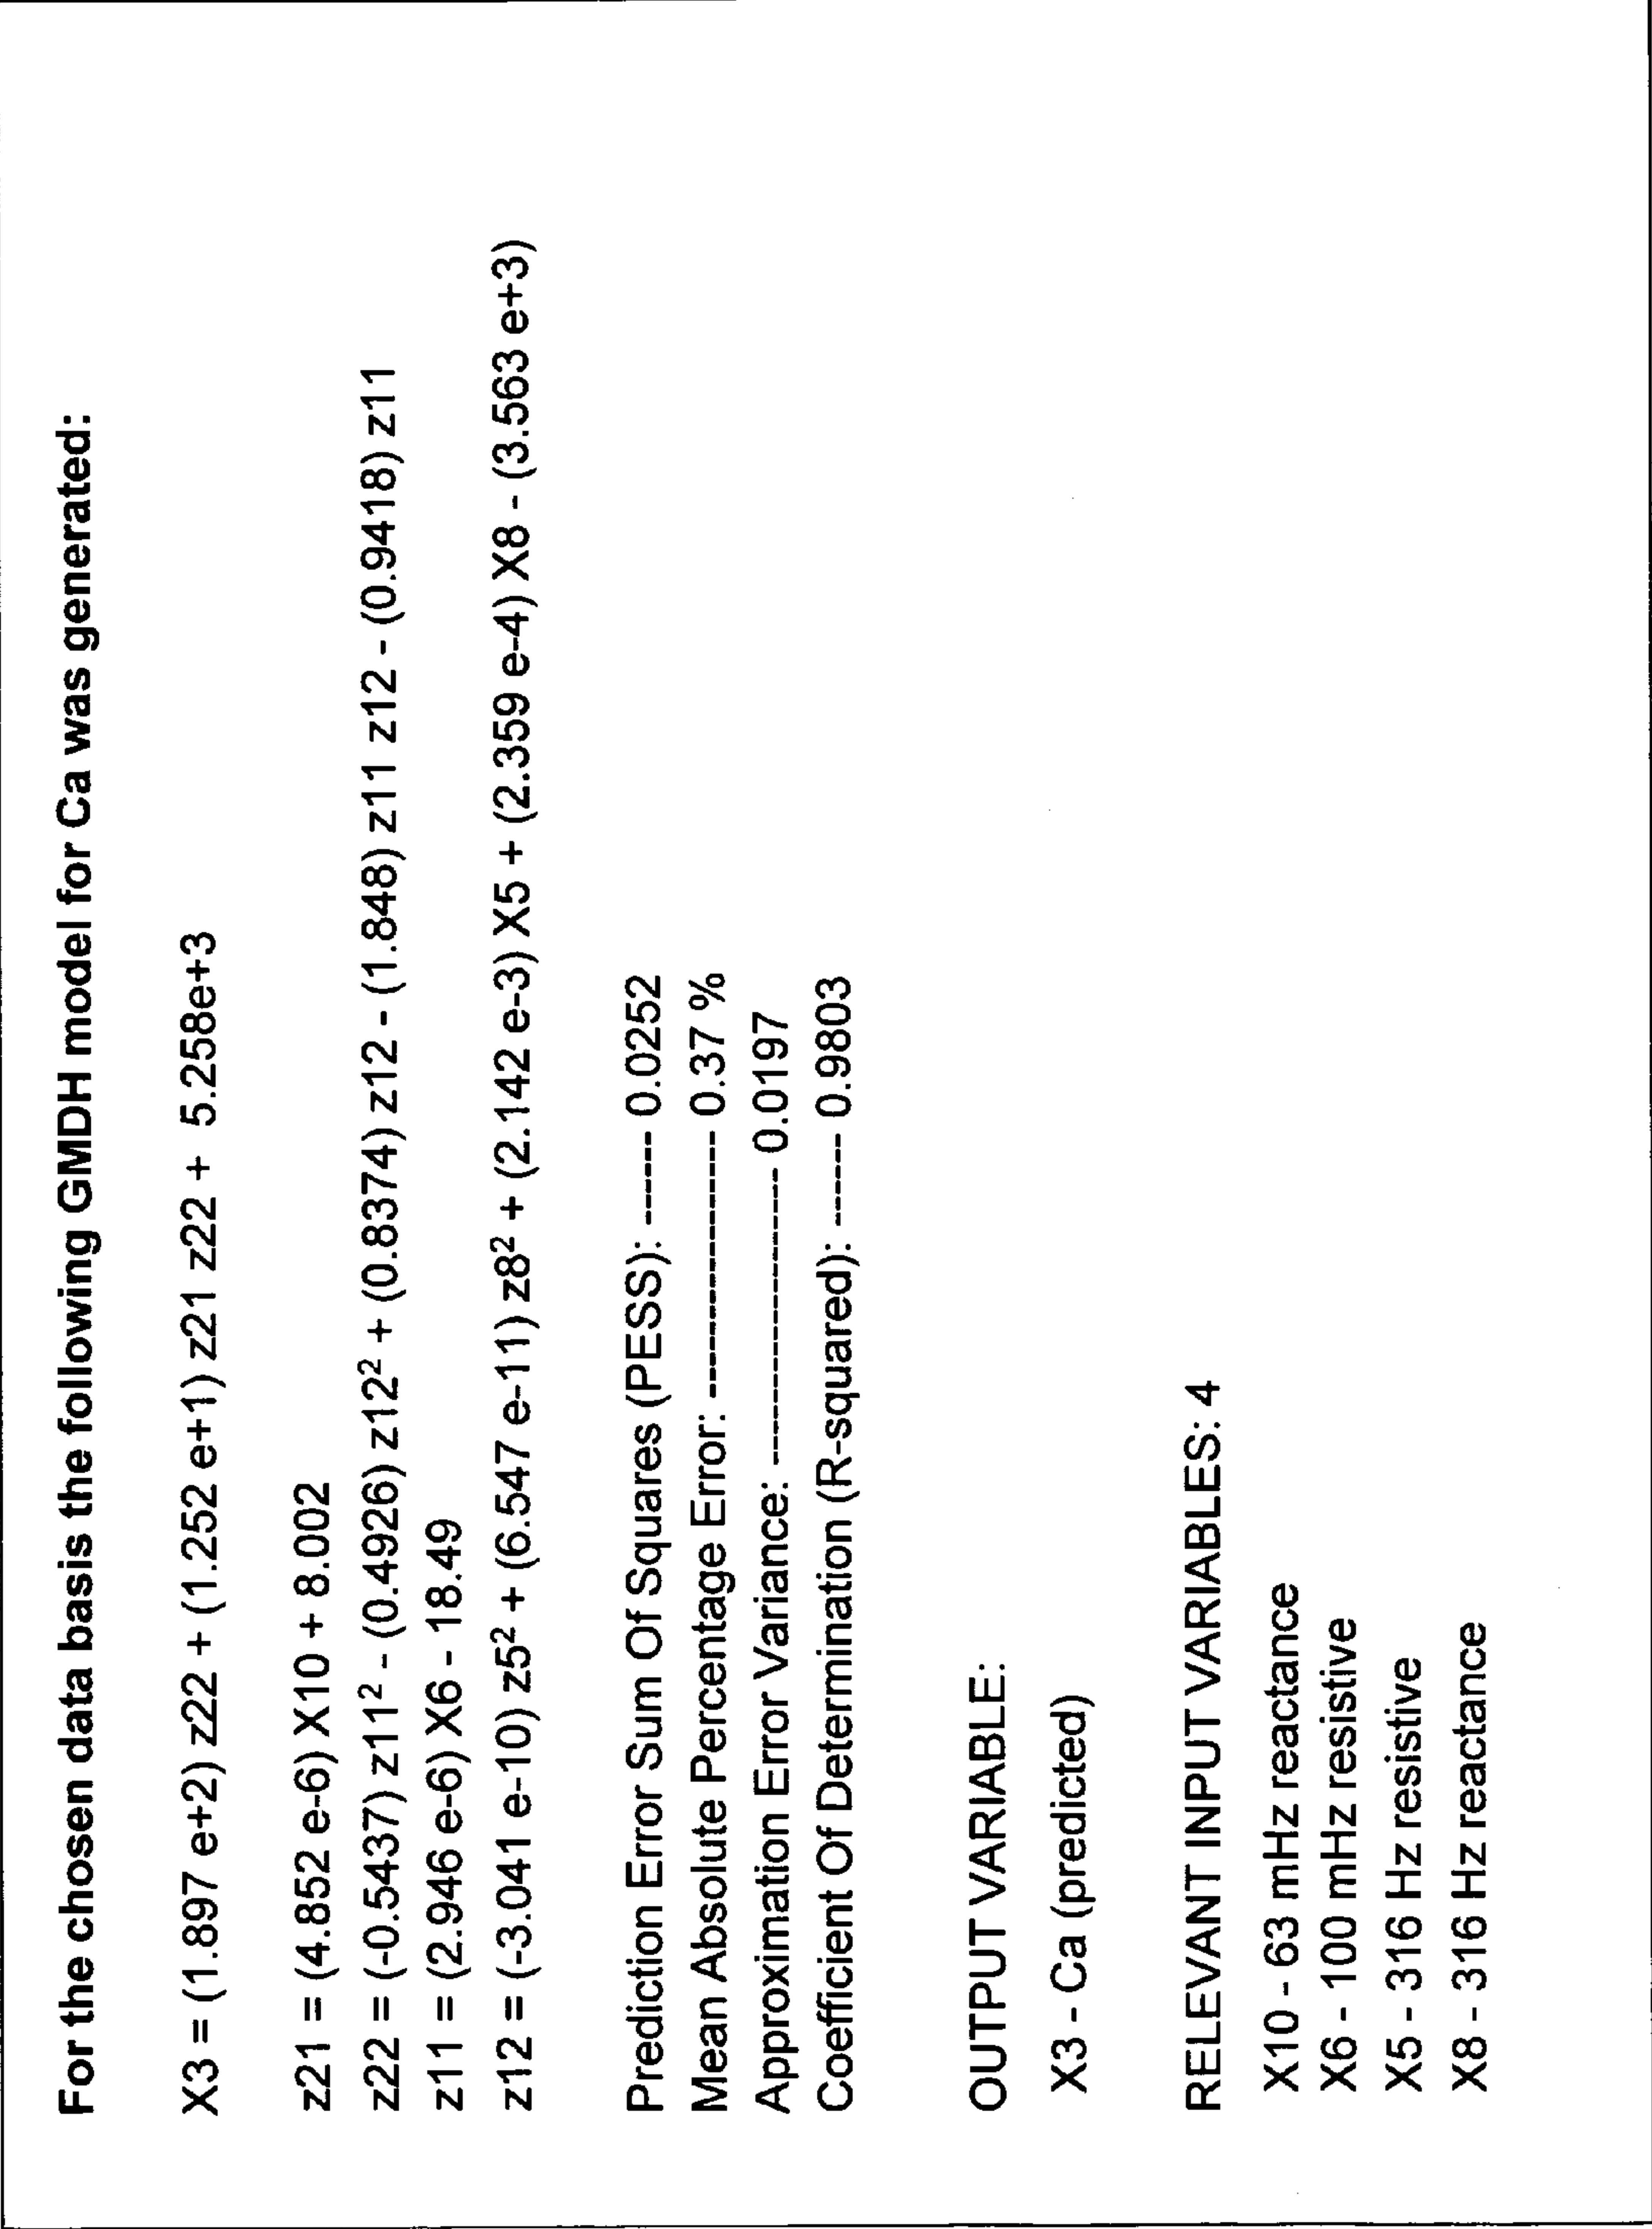 For the chosen data basis the following GMDH model for Ca was generated:
X3 = (1.897 e+2) z22 + (1.252 e+1) z21 z22 + 5.258e+3
z21 = (4.852 e-6) X10 + 8.002
z22 = (-0.5437) z11² - (0.4926) z12² + (0.8374) z12 - (1.848) z11 z12 - (0.9418) z11
z11 = (2.946 e-6) X6 - 18.49
z12 = (-3.041 e-10) z5² + (6.547 e-11) z8² + (2.142 e-3) X5 + (2.359 e-4) X8 - (3.563 e+3)
Prediction Error Sum Of Squares (PESS): ------ 0.0252
Mean Absolute Percentage Error: ------------------- 0.37 %
Approximation Error Variance: --------------------- 0.0197
Coefficient Of Determination (R-squared): ------- 0.9803
OUTPUT VARIABLE:
X3 - Ca (predicted)
RELEVANT INPUT VARIABLES: 4
X10 - 63 mHz reactance
X6 - 100 mHz resistive
X5 - 316 Hz resistive
X8 - 316 Hz reactance